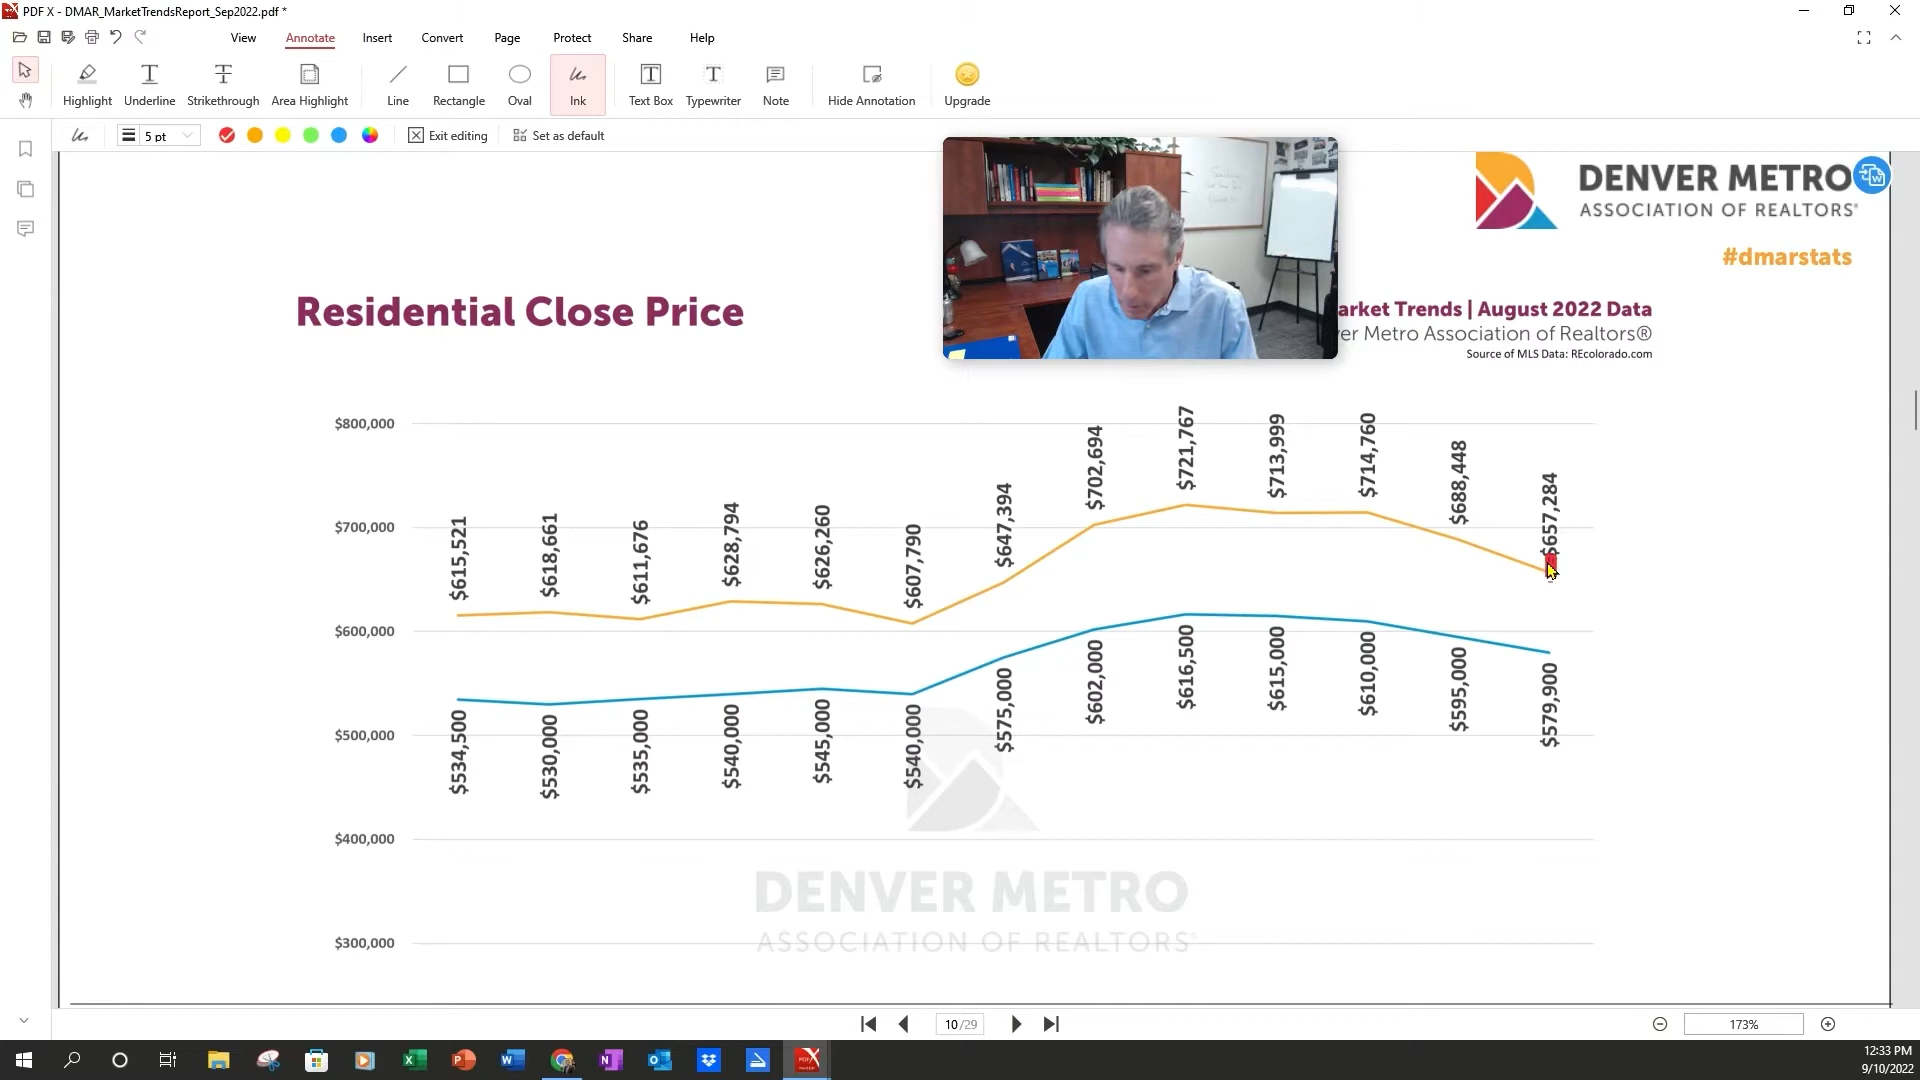 PDF X - DMAR_MarketTrendsReport_Sep2022.pdf *
View Annotate Insert Convert Page Protect Share Help
Highlight Underline Strikethrough Area Highlight Line Rectangle Oval Ink Text Box Typewriter Note Hide Annotation Upgrade
5 pt Exit editing Set as default
DENVER METRO
ASSOCIATION OF REALTORS®
#dmarstats
Residential Close Price
arket Trends | August 2022 Data
er Metro Association of Realtors®
Source of MLS Data: REcolorado.com
$800,000
$700,000
$600,000
$500,000
$400,000
$300,000
$615,521
$618,661
$611,676
$628,794
$626,260
$607,790
$647,394
$702,694
$721,767
$713,999
$714,760
$688,448
$657,284
$534,500
$530,000
$535,000
$540,000
$545,000
$540,000
$575,000
$602,000
$616,500
$615,000
$610,000
$595,000
$579,900
DENVER METRO
ASSOCIATION OF REALTORS®
10 /29
173%
12:33 PM
9/10/2022